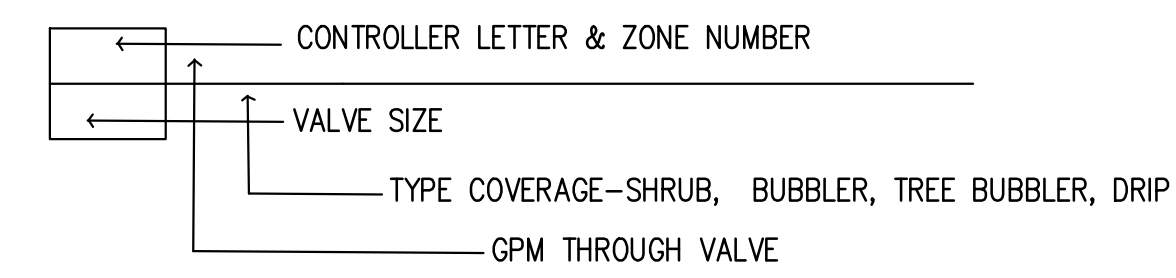 CONTROLLER LETTER & ZONE NUMBER
VALVE SIZE
TYPE COVERAGE-SHRUB, BUBBLER, TREE BUBBLER, DRIP
GPM THROUGH VALVE